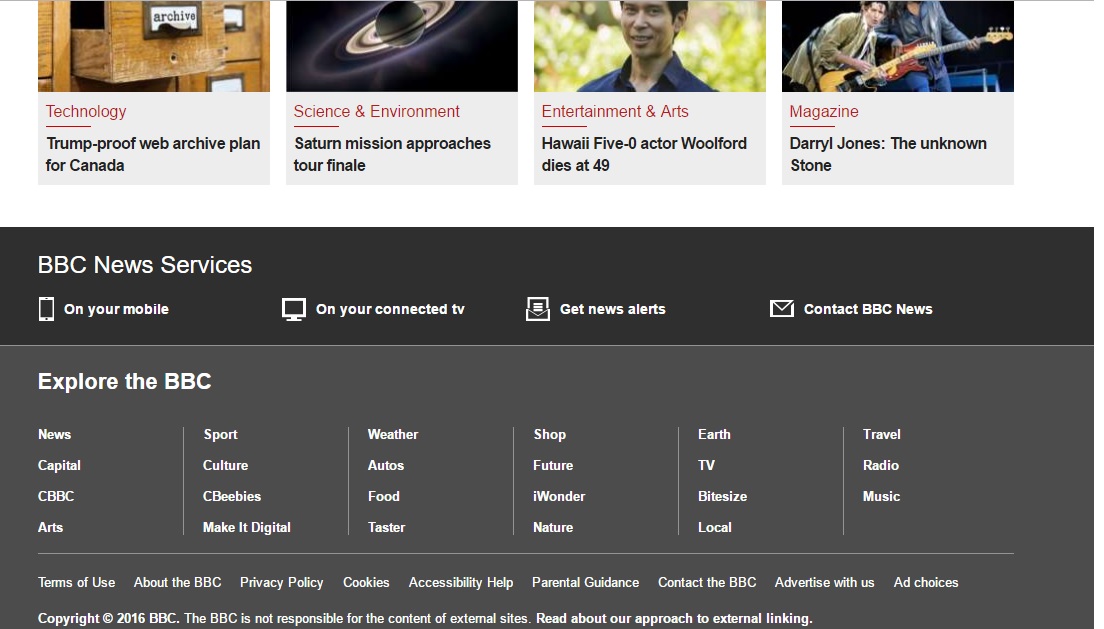 archive
Technology
Trump-proof web archive plan
for Canada
Science & Environment
Saturn mission approaches
tour finale
Entertainment & Arts
Hawaii Five-0 actor Woolford
dies at 49
Magazine
Darryl Jones: The unknown
Stone
BBC News Services
On your mobile
On your connected tv
Get news alerts
Contact BBC News
Explore the BBC
News
Capital
CBBC
Arts
Sport
Culture
CBeebies
Make It Digital
Weather
Autos
Food
Taster
Shop
Future
iWonder
Nature
Earth
TV
Bitesize
Local
Travel
Radio
Music
Terms of Use About the BBC Privacy Policy Cookies Accessibility Help Parental Guidance Contact the BBC Advertise with us Ad choices
Copyright © 2016 BBC. The BBC is not responsible for the content of external sites. Read about our approach to external linking.